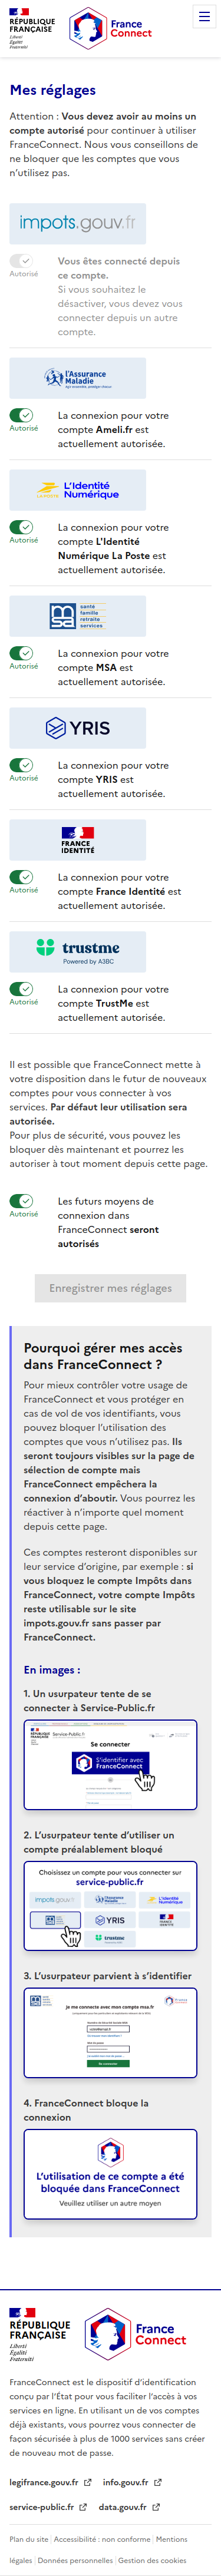 RÉPUBLIQUE
FRANÇAISE
Liberté
Égalité
Fraternité
France
Connect
Mes réglages
Attention : Vous devez avoir au moins un
compte autorisé pour continuer à utiliser
FranceConnect. Nous vous conseillons de
ne bloquer que les comptes que vous
n'utilisez pas.
impots.gouv.fr
Autorisé
Vous êtes connecté depuis
ce compte.
Si vous souhaitez le
désactiver, vous devez vous
connecter depuis un autre
compte.
l'Assurance
Maladie
Agir ensemble, protéger chacun
Autorisé
La connexion pour votre
compte Ameli.fr est
actuellement autorisée.
L'Identité
Numérique
Autorisé
La connexion pour votre
compte L'Identité
Numérique La Poste est
actuellement autorisée.
msa
santé
famille
retraite
services
Autorisé
La connexion pour votre
compte MSA est
actuellement autorisée.
YRIS
Autorisé
La connexion pour votre
compte YRIS est
actuellement autorisée.
FRANCE
IDENTITÉ
Autorisé
La connexion pour votre
compte France Identité est
actuellement autorisée.
trustme
Powered by A3BC
Autorisé
La connexion pour votre
compte TrustMe est
actuellement autorisée.
Il est possible que FranceConnect mette à
votre disposition dans le futur de nouveaux
comptes pour vous connecter à vos
services. Par défaut leur utilisation sera
autorisée.
Pour plus de sécurité, vous pouvez les
bloquer dès maintenant et pourrez les
autoriser à tout moment depuis cette page.
Autorisé
Les futurs moyens de
connexion dans
FranceConnect seront
autorisés
Enregistrer mes réglages
Pourquoi gérer mes accès
dans FranceConnect ?
Pour mieux contrôler votre usage de
FranceConnect et vous protéger en
cas de vol de vos identifiants, vous
pouvez bloquer l'utilisation des
comptes que vous n'utilisez pas. Ils
seront toujours visibles sur la page de
sélection de compte mais
FranceConnect empêchera la
connexion d'aboutir. Vous pourrez les
réactiver à n'importe quel moment
depuis cette page.
Ces comptes resteront disponibles sur
leur service d'origine, par exemple : si
vous bloquez le compte Impôts dans
FranceConnect, votre compte Impôts
reste utilisable sur le site
impots.gouv.fr sans passer par
FranceConnect.
En images :
1. Un usurpateur tente de se
connecter à Service-Public.fr
Service-Public.fr
Se connecter
S'identifier avec
FranceConnect
2. L'usurpateur tente d'utiliser un
compte préalablement bloqué
Choisissez un compte pour vous connecter sur
service-public.fr
impots.gouv.fr
l'Assurance
Maladie
L'Identité
Numérique
YRIS
FRANCE
IDENTITÉ
trustme
3. L'usurpateur parvient à s'identifier
je me connecte avec mon compte msa.fr
Se connecter
4. FranceConnect bloque la
connexion
L'utilisation de ce compte a été
bloquée dans FranceConnect
Veuillez utiliser un autre moyen
RÉPUBLIQUE
FRANÇAISE
Liberté
Égalité
Fraternité
France
Connect
FranceConnect est le dispositif d'identification
conçu par l'État pour vous faciliter l'accès à vos
services en ligne. En utilisant un de vos comptes
déjà existants, vous pourrez vous connecter de
façon sécurisée à plus de 1000 services sans créer
de nouveau mot de passe.
legifrance.gouv.fr info.gouv.fr
service-public.fr data.gouv.fr
Plan du site Accessibilité : non conforme Mentions
légales Données personnelles Gestion des cookies